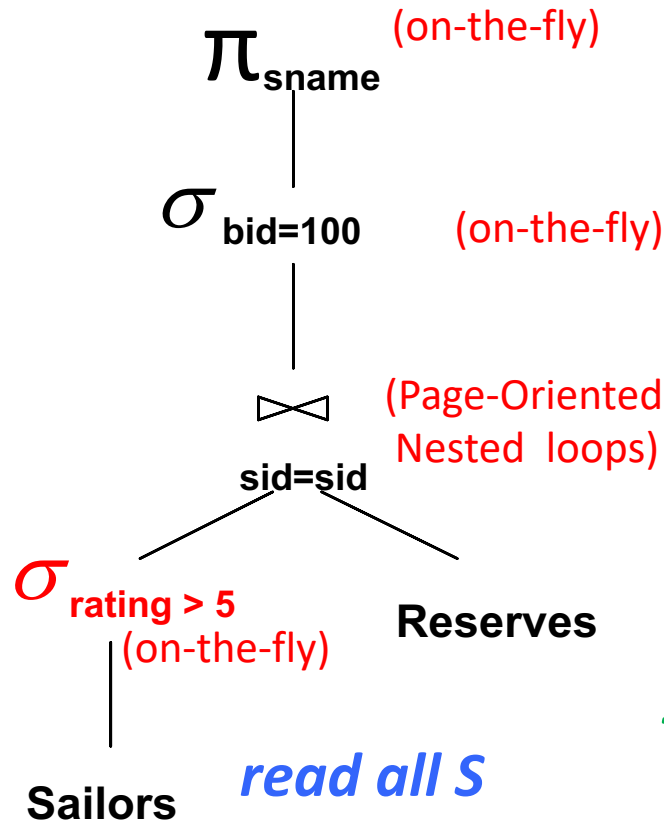 π sname (on-the-fly)
σ bid=100 (on-the-fly)
⋈ (Page-Oriented
Nested loops)
sid=sid
σ rating > 5
(on-the-fly)
Reserves
Sailors
read all S